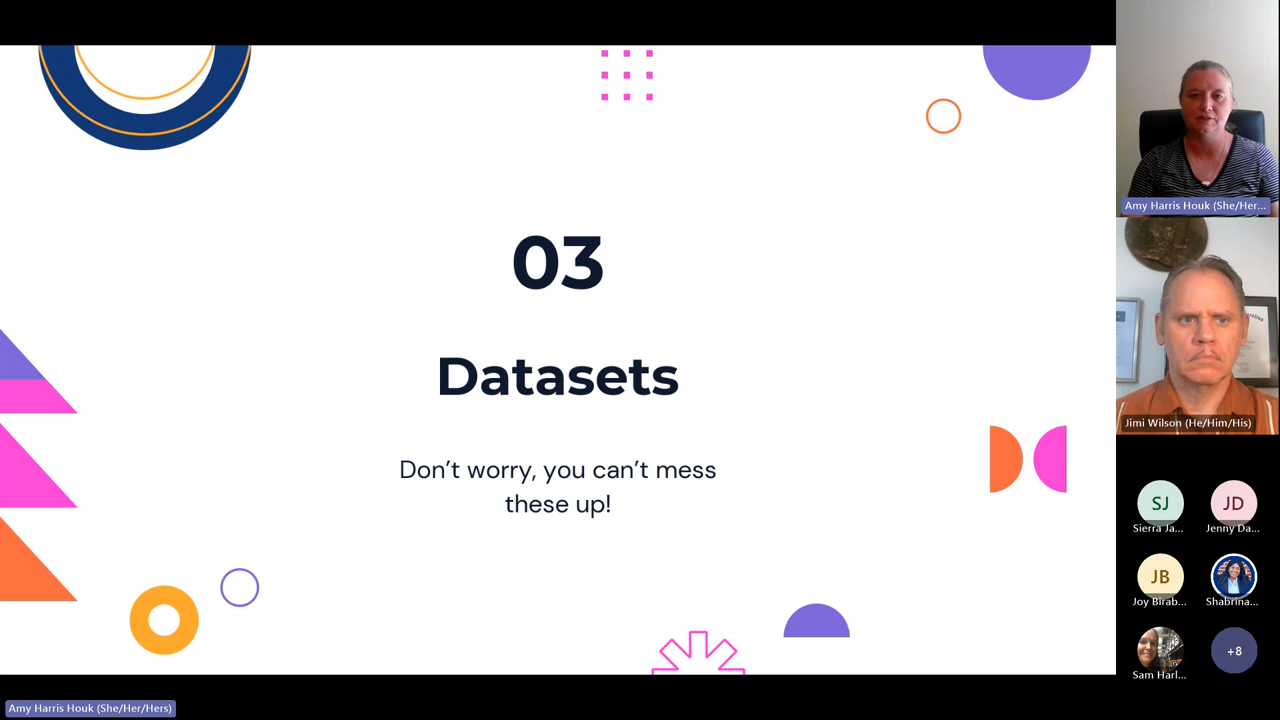 03
Datasets
Don’t worry, you can’t mess
these up!
Amy Harris Houk (She/Her...
Jimi Wilson (He/Him/His)
SJ
JD
Sierra Ja...
Jenny Da...
JB
Joy Birab...
Shabrina...
Sam Harl...
+8
Amy Harris Houk (She/Her/Hers)